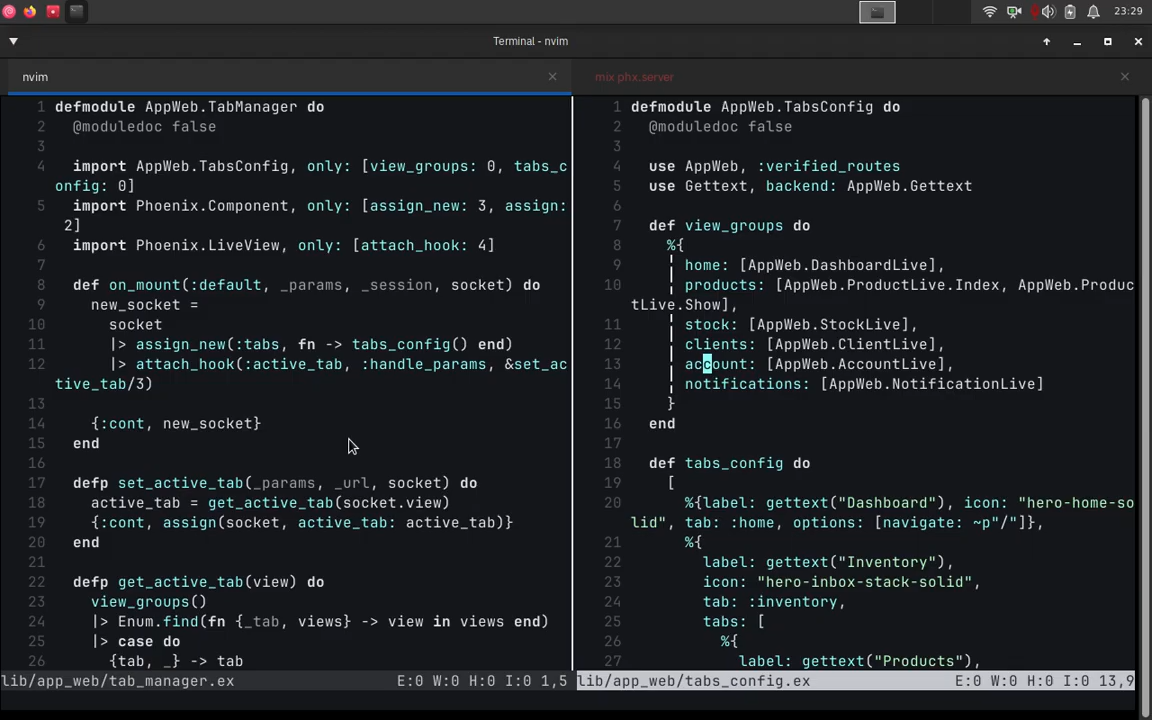 23:29
Terminal - nvim
nvim
mix phx.server
1 defmodule AppWeb.TabManager do
2 @moduledoc false
3
4 import AppWeb.TabsConfig, only: [view_groups: 0, tabs_c
onfig: 0]
5 import Phoenix.Component, only: [assign_new: 3, assign:
2]
6 import Phoenix.LiveView, only: [attach_hook: 4]
7
8 def on_mount(:default, _params, _session, socket) do
9 new_socket =
10 socket
11 |> assign_new(:tabs, fn -> tabs_config() end)
12 |> attach_hook(:active_tab, :handle_params, &set_ac
tive_tab/3)
13
14 {:cont, new_socket}
15 end
16
17 defp set_active_tab(_params, _url, socket) do
18 active_tab = get_active_tab(socket.view)
19 {:cont, assign(socket, active_tab: active_tab)}
20 end
21
22 defp get_active_tab(view) do
23 view_groups()
24 |> Enum.find(fn {_tab, views} -> view in views end)
25 |> case do
26 {tab, _} -> tab
lib/app_web/tab_manager.ex E:0 W:0 H:0 I:0 1,5
1 defmodule AppWeb.TabsConfig do
2 @moduledoc false
3
4 use AppWeb, :verified_routes
5 use Gettext, backend: AppWeb.Gettext
6
7 def view_groups do
8 %{
9 home: [AppWeb.DashboardLive],
10 products: [AppWeb.ProductLive.Index, AppWeb.Produc
tLive.Show],
11 stock: [AppWeb.StockLive],
12 clients: [AppWeb.ClientLive],
13 account: [AppWeb.AccountLive],
14 notifications: [AppWeb.NotificationLive]
15 }
16 end
17
18 def tabs_config do
19 [
20 %{label: gettext("Dashboard"), icon: "hero-home-so
lid", tab: :home, options: [navigate: ~p"/"]},
21 %{
22 label: gettext("Inventory"),
23 icon: "hero-inbox-stack-solid",
24 tab: :inventory,
25 tabs: [
26 %{
27 label: gettext("Products"),
lib/app_web/tabs_config.ex E:0 W:0 H:0 I:0 13,9